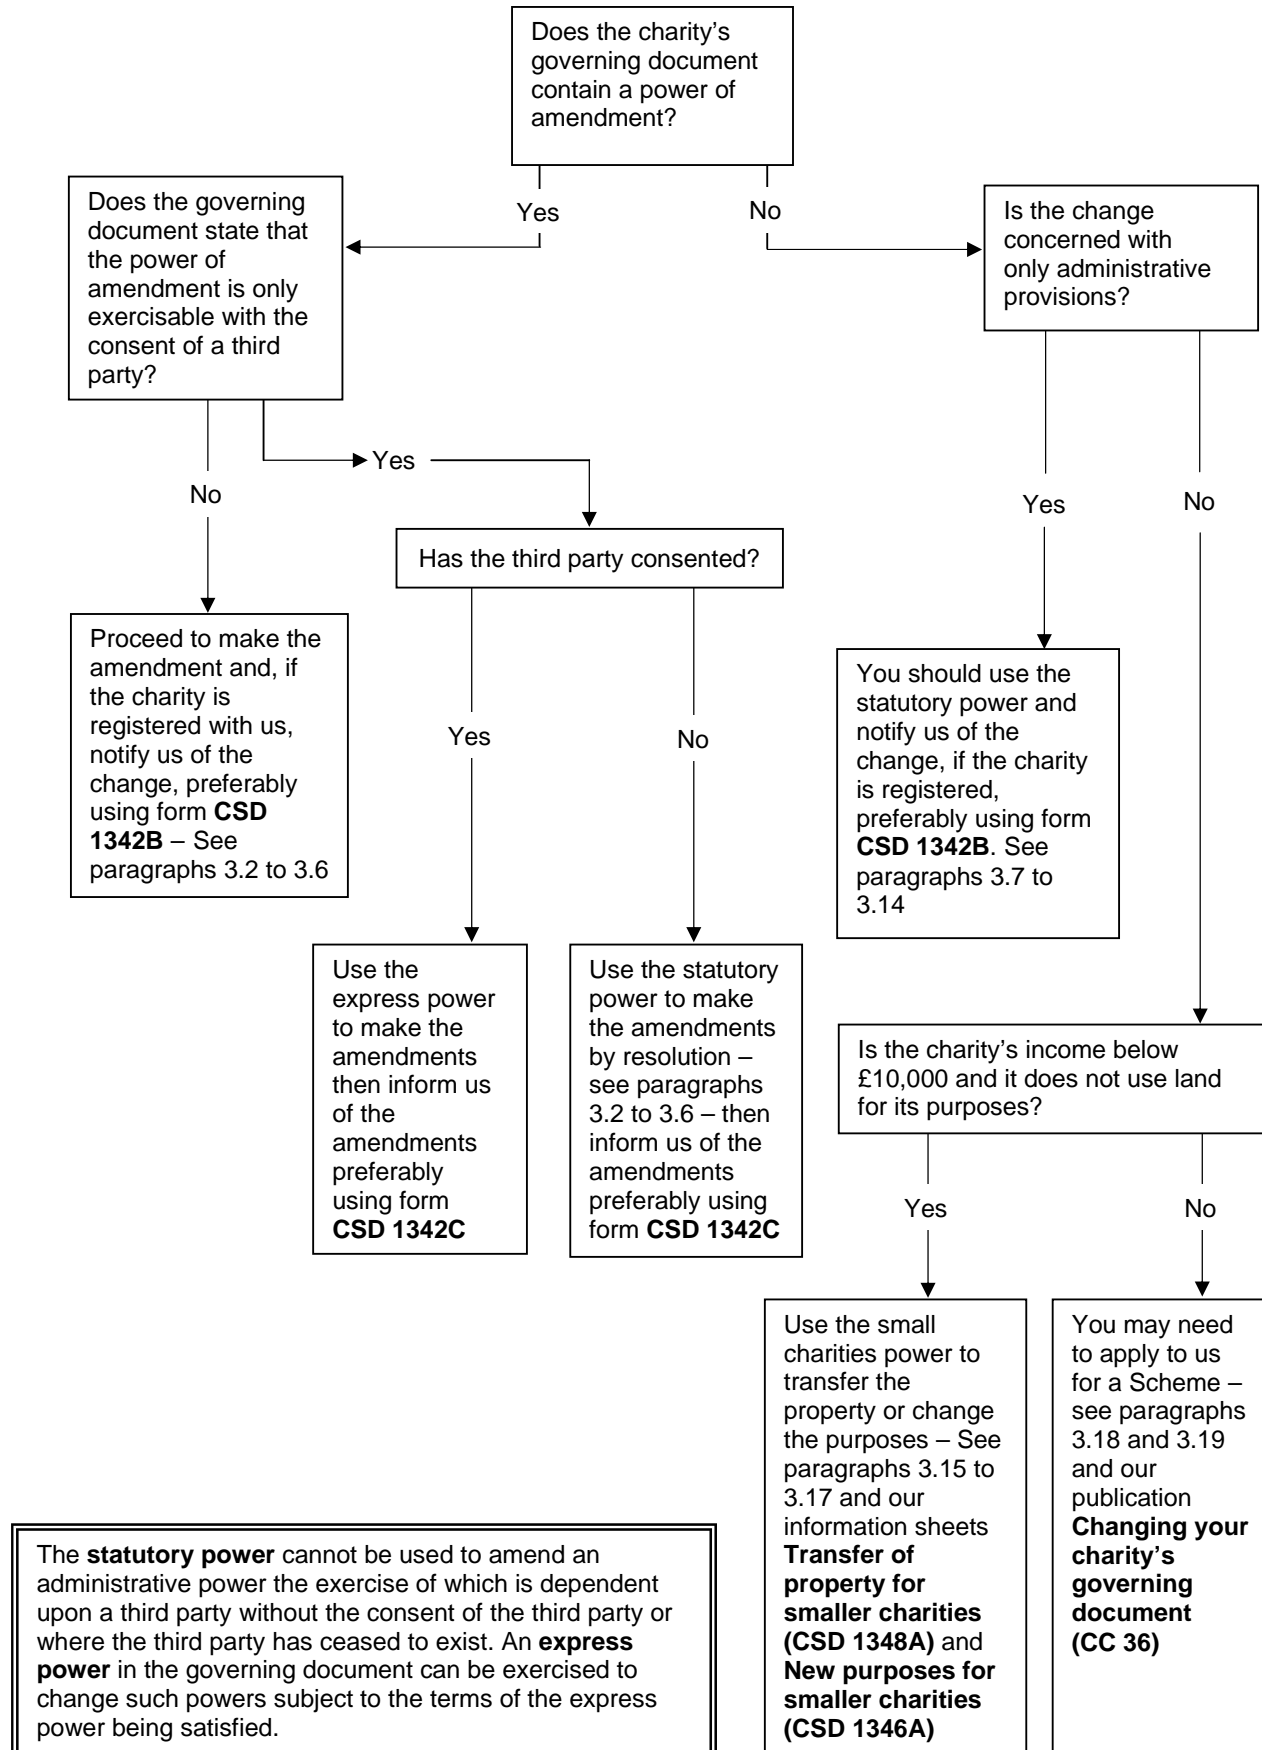 Does the charity's
governing document
contain a power of
amendment?
Yes
No
Does the governing
document state that
the power of
amendment is only
exercisable with the
consent of a third
party?
Is the change
concerned with
only administrative
provisions?
Yes
No
Has the third party consented?
Yes
No
Proceed to make the
amendment and, if
the charity is
registered with us,
notify us of the
change, preferably
using form CSD
1342B – See
paragraphs 3.2 to 3.6
Yes
No
You should use the
statutory power and
notify us of the
change, if the charity
is registered,
preferably using form
CSD 1342B. See
paragraphs 3.7 to
3.14
Use the
express power
to make the
amendments
then inform us
of the
amendments
preferably
using form
CSD 1342C
Use the statutory
power to make
the amendments
by resolution –
see paragraphs
3.2 to 3.6 – then
inform us of the
amendments
preferably using
form CSD 1342C
Is the charity's income below
£10,000 and it does not use land
for its purposes?
Yes
No
Use the small
charities power to
transfer the
property or change
the purposes – See
paragraphs 3.15 to
3.17 and our
information sheets
Transfer of
property for
smaller charities
(CSD 1348A) and
New purposes for
smaller charities
(CSD 1346A)
You may need
to apply to us
for a Scheme –
see paragraphs
3.18 and 3.19
and our
publication
Changing your
charity's
governing
document
(CC 36)
The statutory power cannot be used to amend an
administrative power the exercise of which is dependent
upon a third party without the consent of the third party or
where the third party has ceased to exist. An express
power in the governing document can be exercised to
change such powers subject to the terms of the express
power being satisfied.